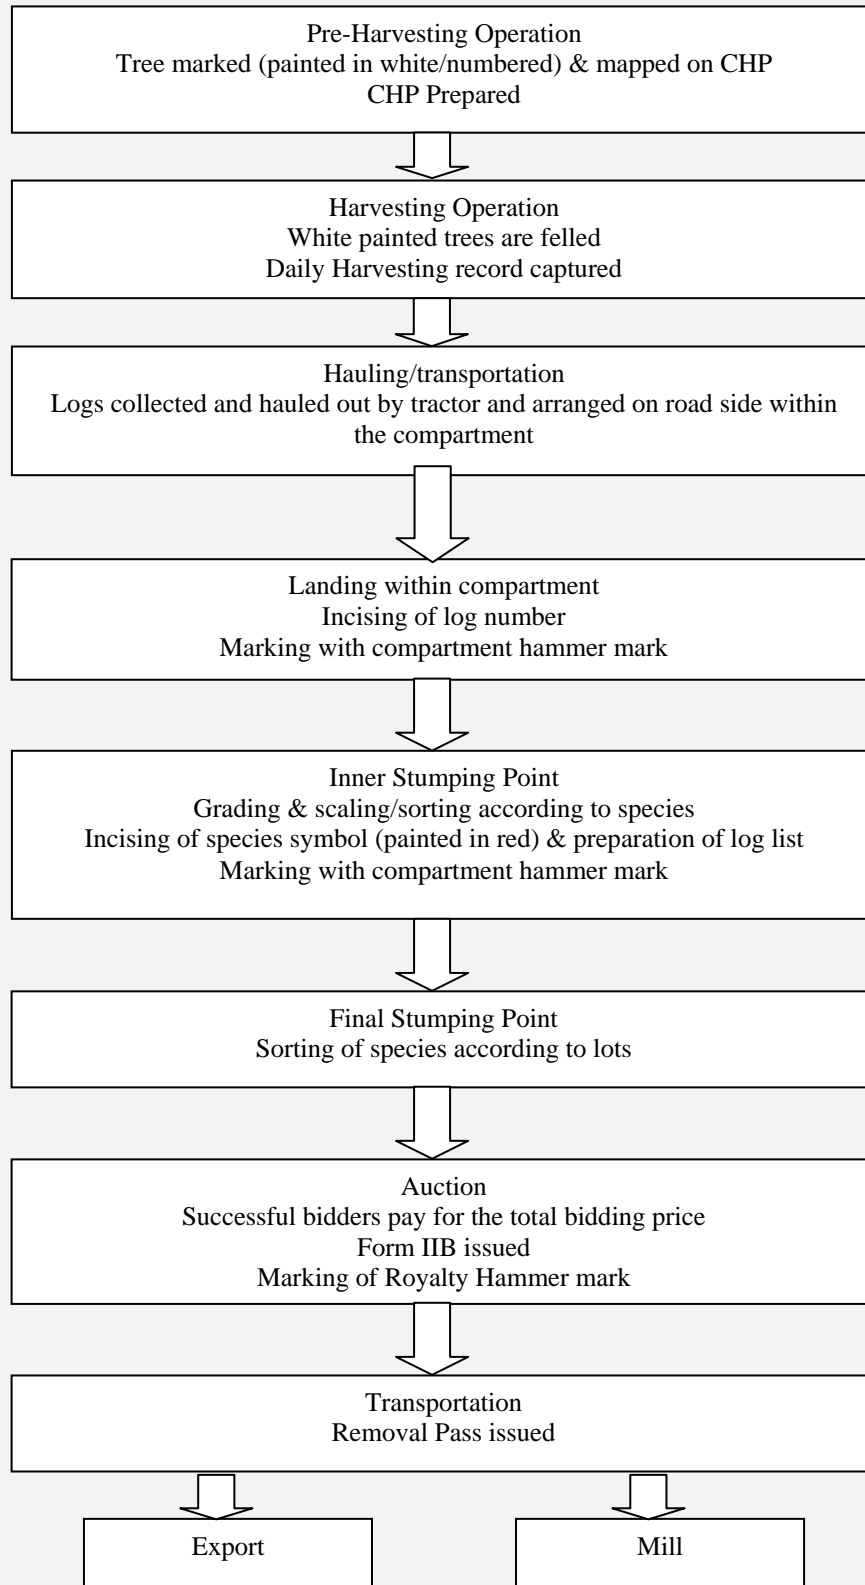 Pre-Harvesting Operation
Tree marked (painted in white/numbered) & mapped on CHP
CHP Prepared
Harvesting Operation
White painted trees are felled
Daily Harvesting record captured
Hauling/transportation
Logs collected and hauled out by tractor and arranged on road side within
the compartment
Landing within compartment
Incising of log number
Marking with compartment hammer mark
Inner Stumping Point
Grading & scaling/sorting according to species
Incising of species symbol (painted in red) & preparation of log list
Marking with compartment hammer mark
Final Stumping Point
Sorting of species according to lots
Auction
Successful bidders pay for the total bidding price
Form IIB issued
Marking of Royalty Hammer mark
Transportation
Removal Pass issued
Export
Mill